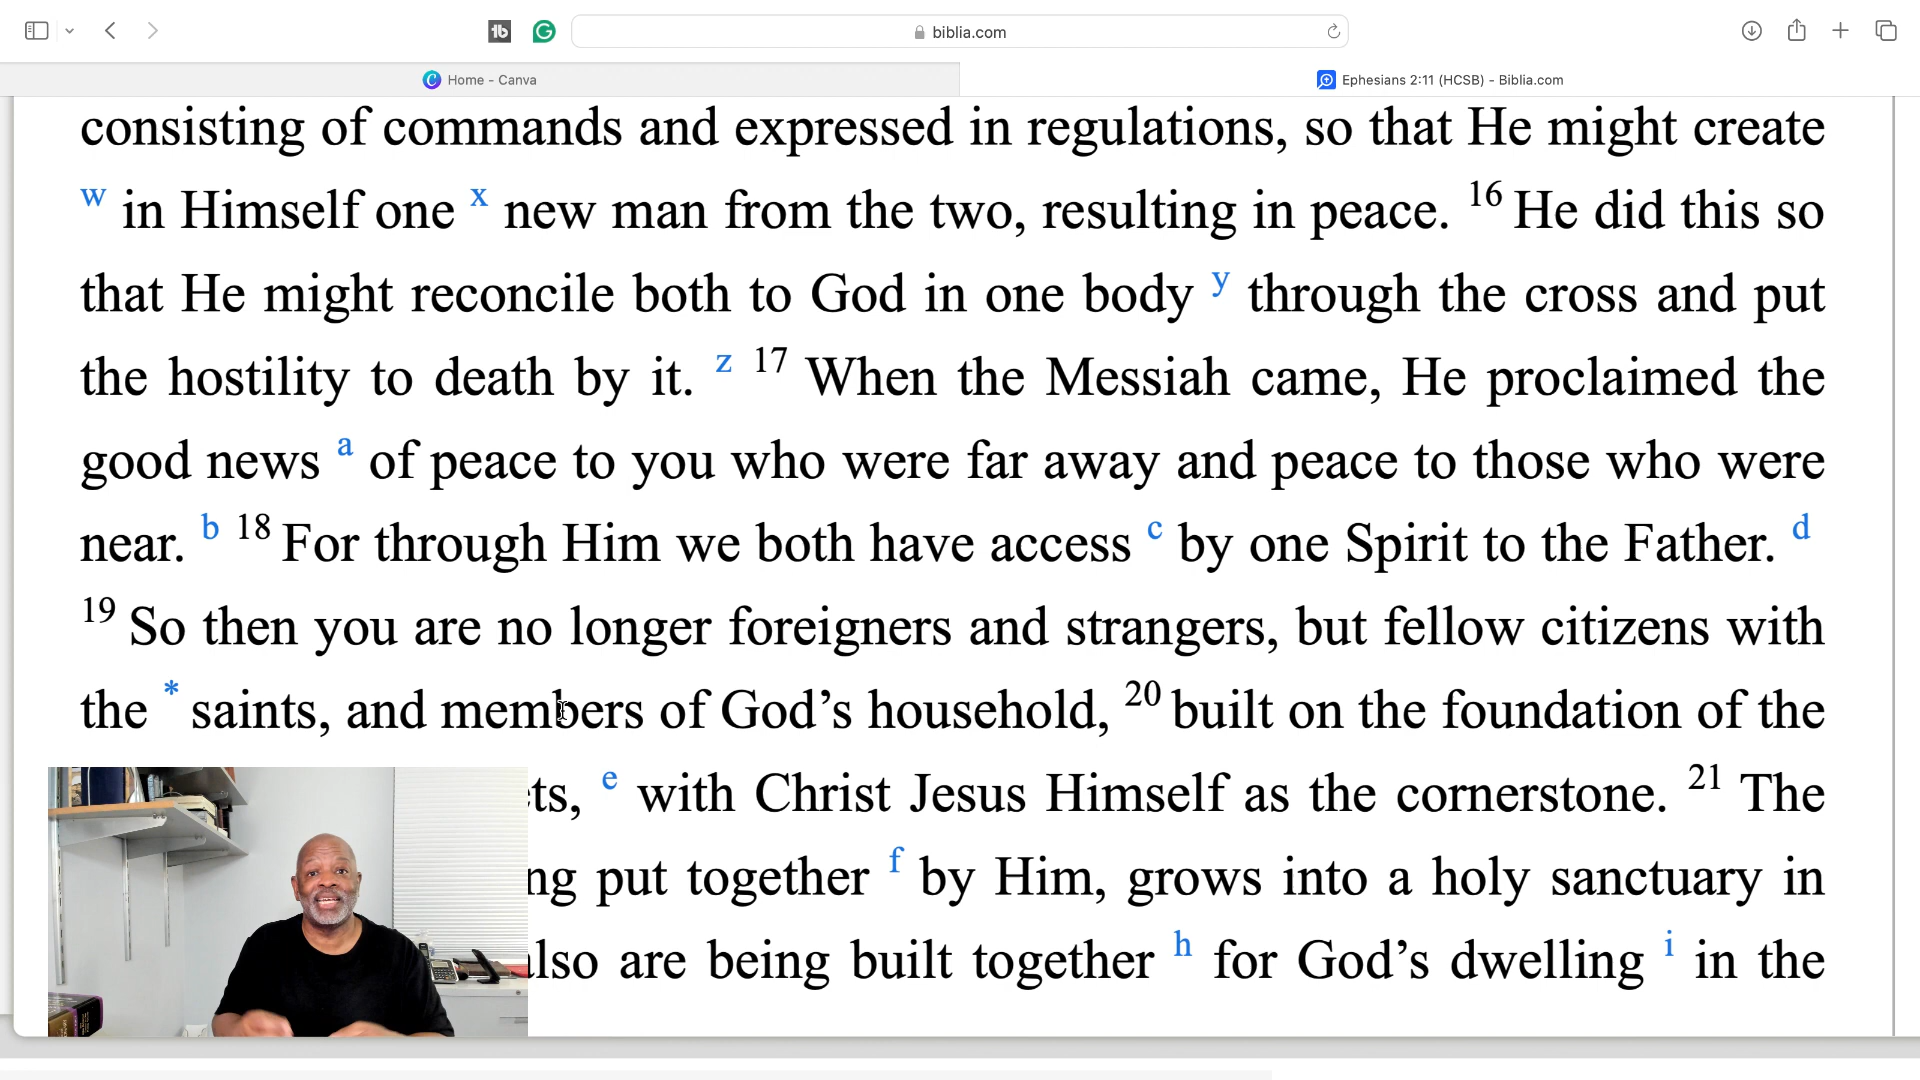 biblia.com
Home - Canva
Ephesians 2:11 (HCSB) - Biblia.com
consisting of commands and expressed in regulations, so that He might create
w in Himself one x new man from the two, resulting in peace. 16 He did this so
that He might reconcile both to God in one body y through the cross and put
the hostility to death by it. z 17 When the Messiah came, He proclaimed the
good news a of peace to you who were far away and peace to those who were
near. b 18 For through Him we both have access c by one Spirit to the Father. d
19 So then you are no longer foreigners and strangers, but fellow citizens with
the * saints, and members of God’s household, 20 built on the foundation of the
ts, e with Christ Jesus Himself as the cornerstone. 21 The
ng put together f by Him, grows into a holy sanctuary in
lso are being built together h for God’s dwelling i in the